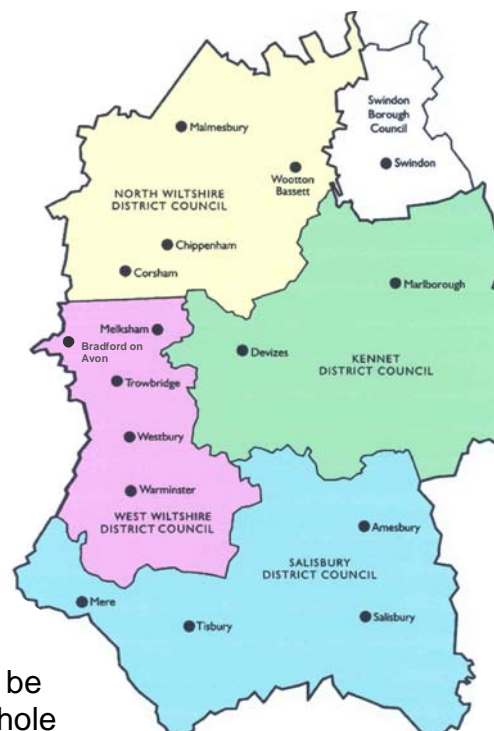 Swindon
Borough
Council
Malmesbury
Swindon
Wootton
Bassett
NORTH WILTSHIRE
DISTRICT COUNCIL
Chippenham
Corsham
Marlborough
Melksham
Bradford on
Avon
Devizes
KENNET
DISTRICT COUNCIL
Trowbridge
Westbury
Warminster
WEST WILTSHIRE
DISTRICT COUNCIL
Amesbury
SALISBURY
DISTRICT COUNCIL
Mere
Tisbury
Salisbury
be
hole